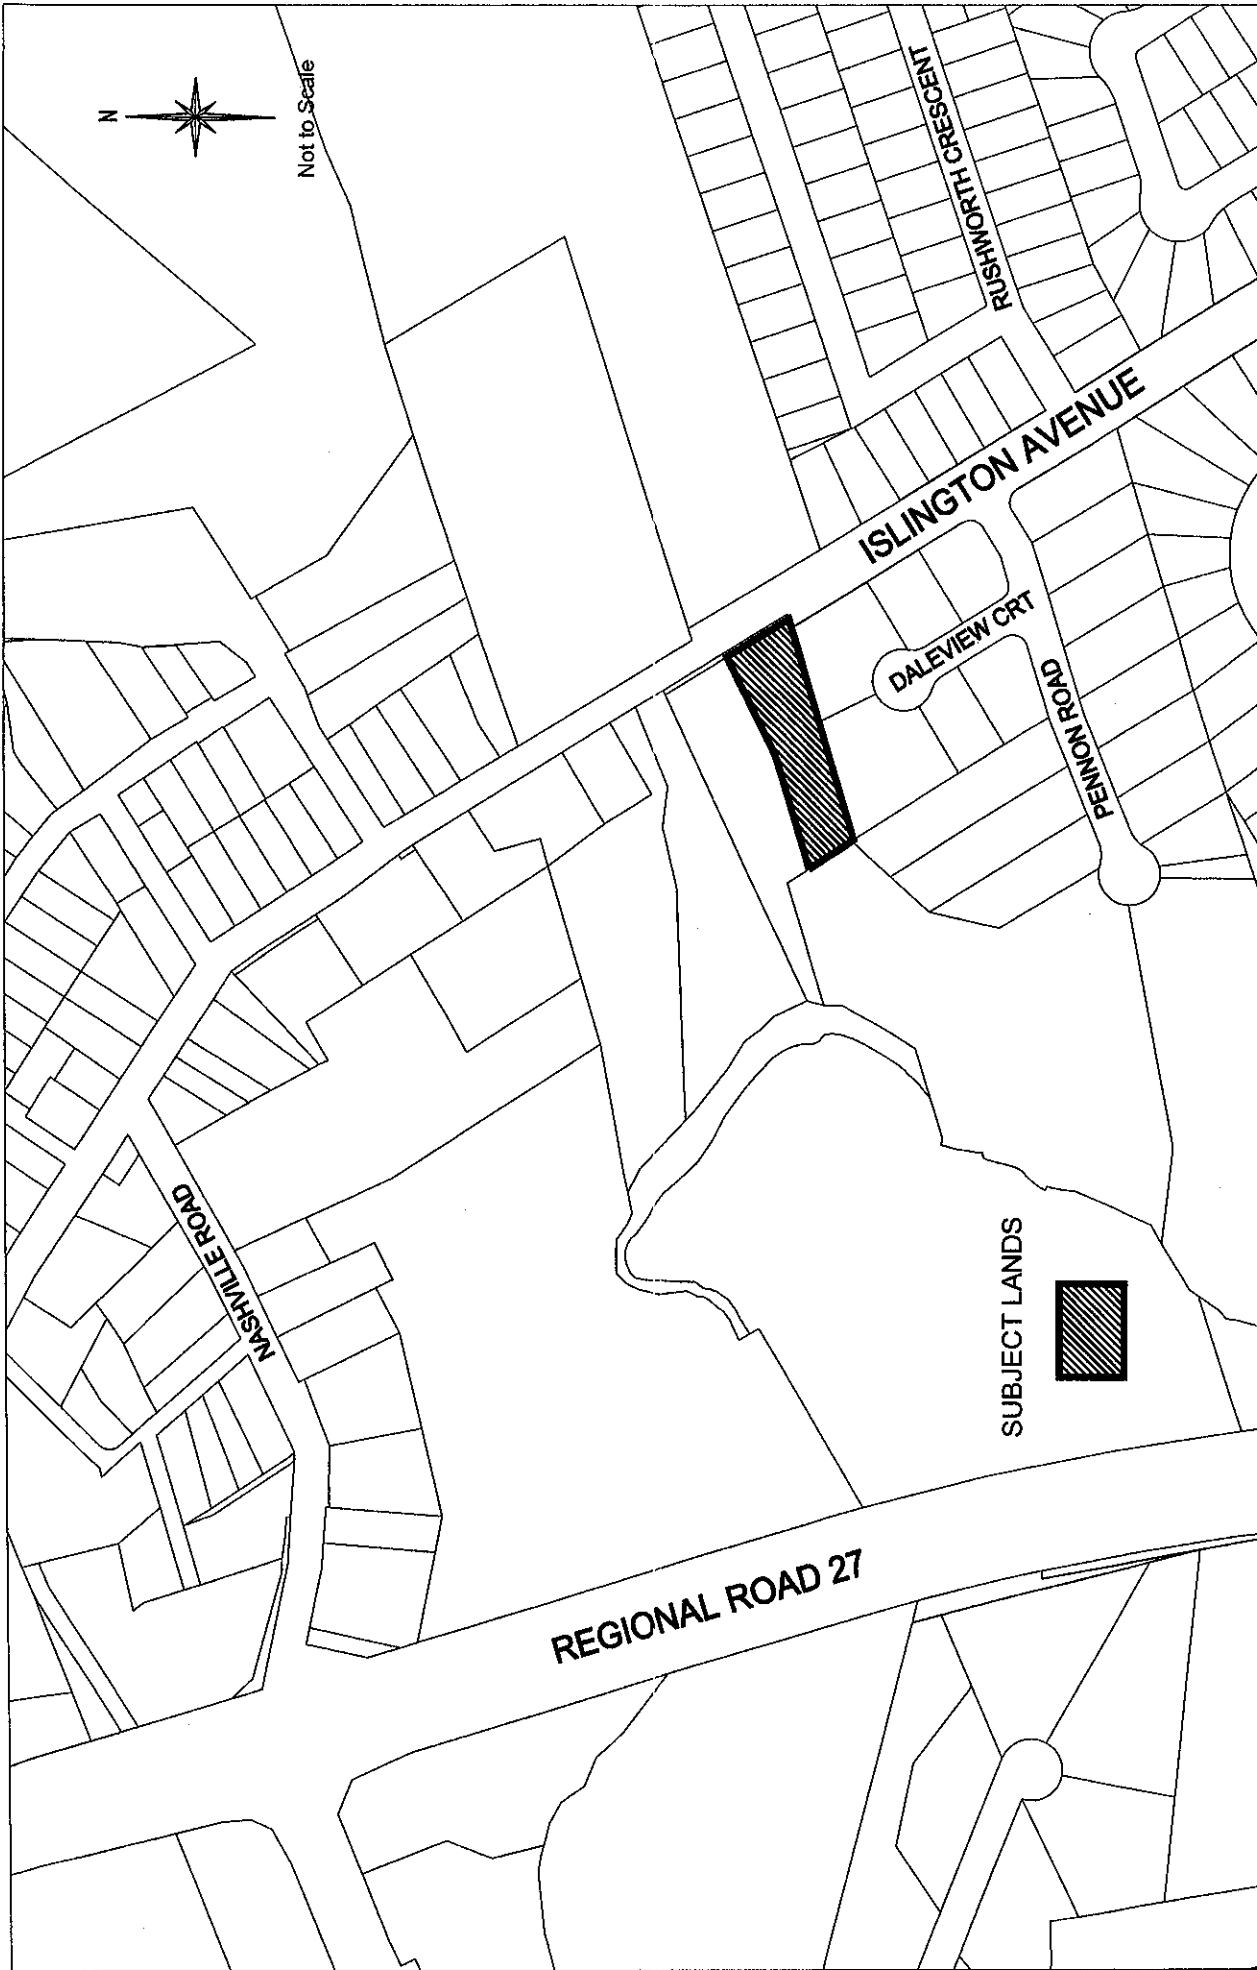 N
Not to Scale
RUSHWORTH CRESCENT
ISLINGTON AVENUE
DALEVIEW CRT
PENNON ROAD
NASHVILLE ROAD
SUBJECT LANDS
REGIONAL ROAD 27